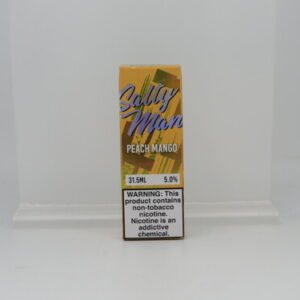 Salty
Man
PEACH MANGO
31.5ML 5.0%
WARNING: This
product contains
non-tobacco
nicotine.
Nicotine is an
addictive
chemical.